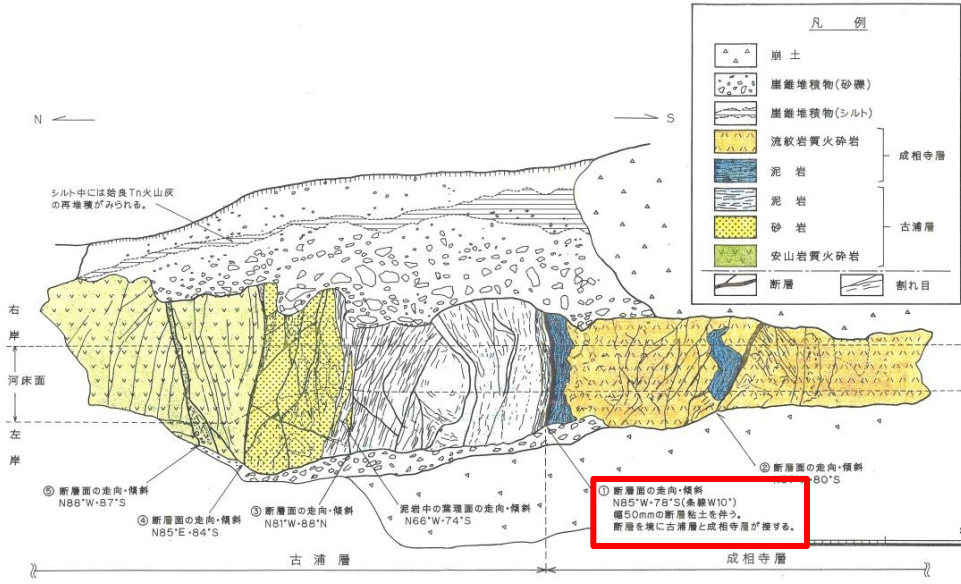 凡 例
崩 土
崖錐堆積物(砂礫)
崖錐堆積物(シルト)
流紋岩質火砕岩
泥 岩
成相寺層
泥 岩
砂 岩
安山岩質火砕岩
古浦層
断層
割れ目
N
S
シルト中には姶良Tn火山灰
の再堆積がみられる。
右岸
河床面
左岸
⑤ 断層面の走向・傾斜
N88°W・87°S
④ 断層面の走向・傾斜
N85°E・84°S
③ 断層面の走向・傾斜
N81°W・88°N
泥岩中の葉理面の走向・傾斜
N66°W・74°S
① 断層面の走向・傾斜
N85°W・78°S(条線W10°)
幅50mmの断層粘土を伴う。
断層を境に古浦層と成相寺層が接する。
② 断層面の走向・傾斜
80°S
古 浦 層
成 相 寺 層